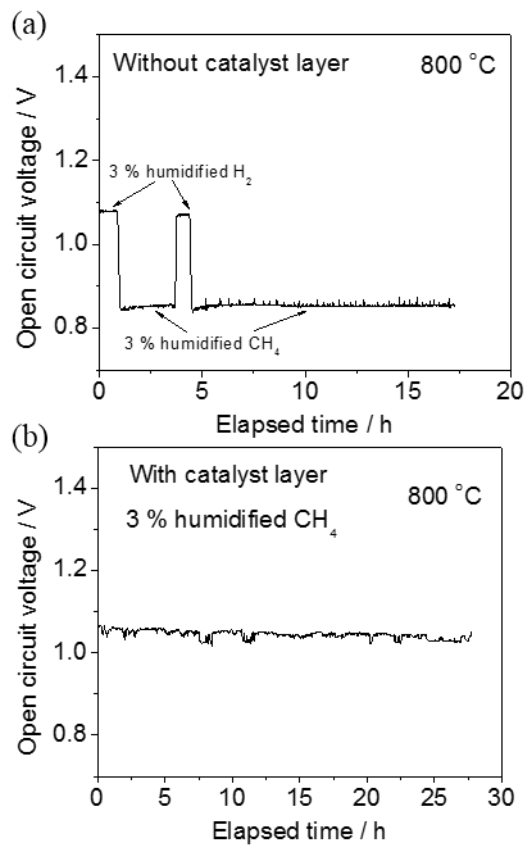 (a)
1.4
Without catalyst layer 800 °C
Open circuit voltage / V
1.2
3 % humidified H₂
1.0
0.8
3 % humidified CH₄
0 5 10 15 20
Elapsed time / h
(b)
1.4
With catalyst layer
800 °C
3 % humidified CH₄
Open circuit voltage / V
1.2
1.0
0.8
0 5 10 15 20 25 30
Elapsed time / h